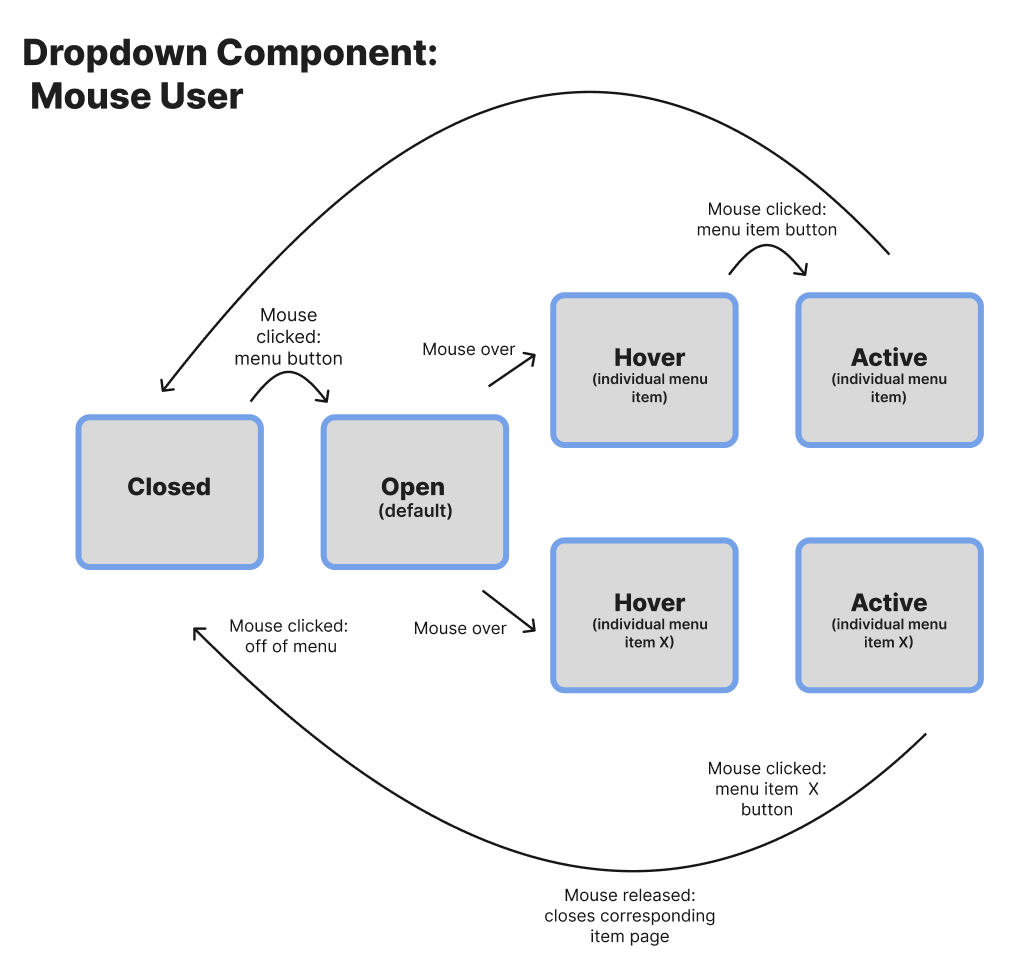 Dropdown Component:
Mouse User
Mouse clicked:
menu item button
Mouse
clicked:
menu button
Mouse over
Hover
(individual menu
item)
Active
(individual menu
item)
Closed
Open
(default)
Hover
(individual menu
item X)
Active
(individual menu
item X)
Mouse clicked:
off of menu
Mouse over
Mouse clicked:
menu item X
button
Mouse released:
closes corresponding
item page